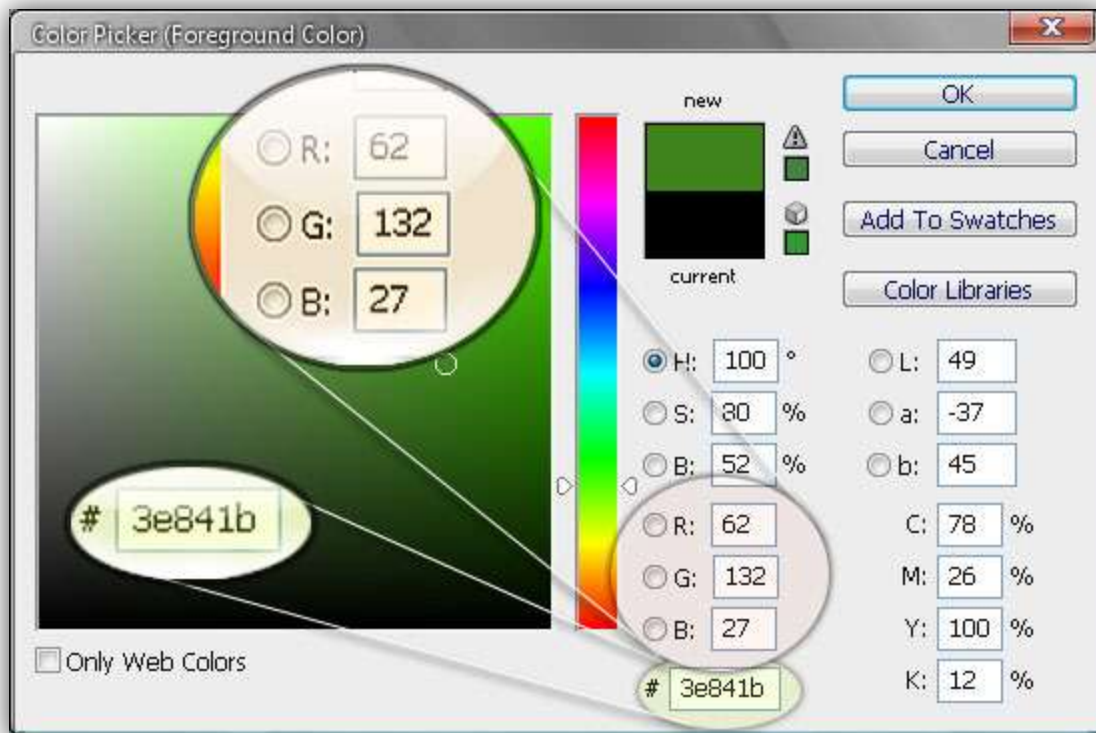 Color Picker (Foreground Color)
R: 62
G: 132
B: 27
# 3e841b
Only Web Colors
new
current
OK
Cancel
Add To Swatches
Color Libraries
H: 100 °
S: 80 %
B: 52 %
R: 62
G: 132
B: 27
# 3e841b
L: 49
a: -37
b: 45
C: 78 %
M: 26 %
Y: 100 %
K: 12 %